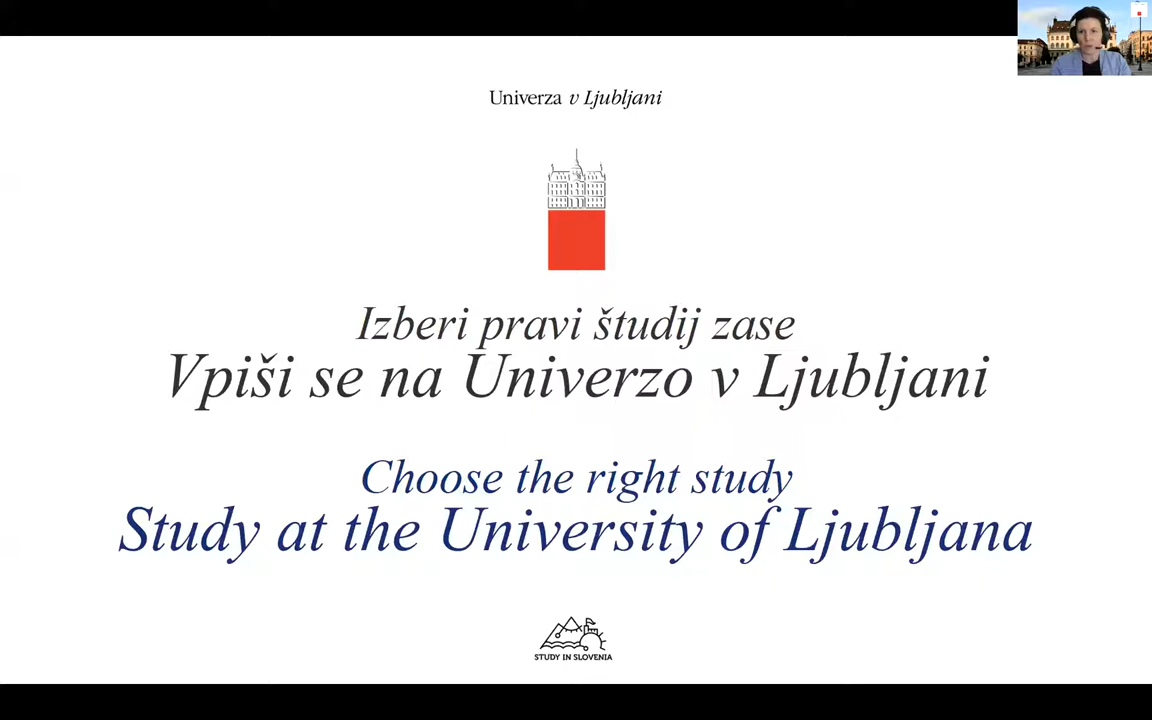 Univerza v Ljubljani
Izberi pravi študij zase
Vpiši se na Univerzo v Ljubljani
Choose the right study
Study at the University of Ljubljana
STUDY IN SLOVENIA